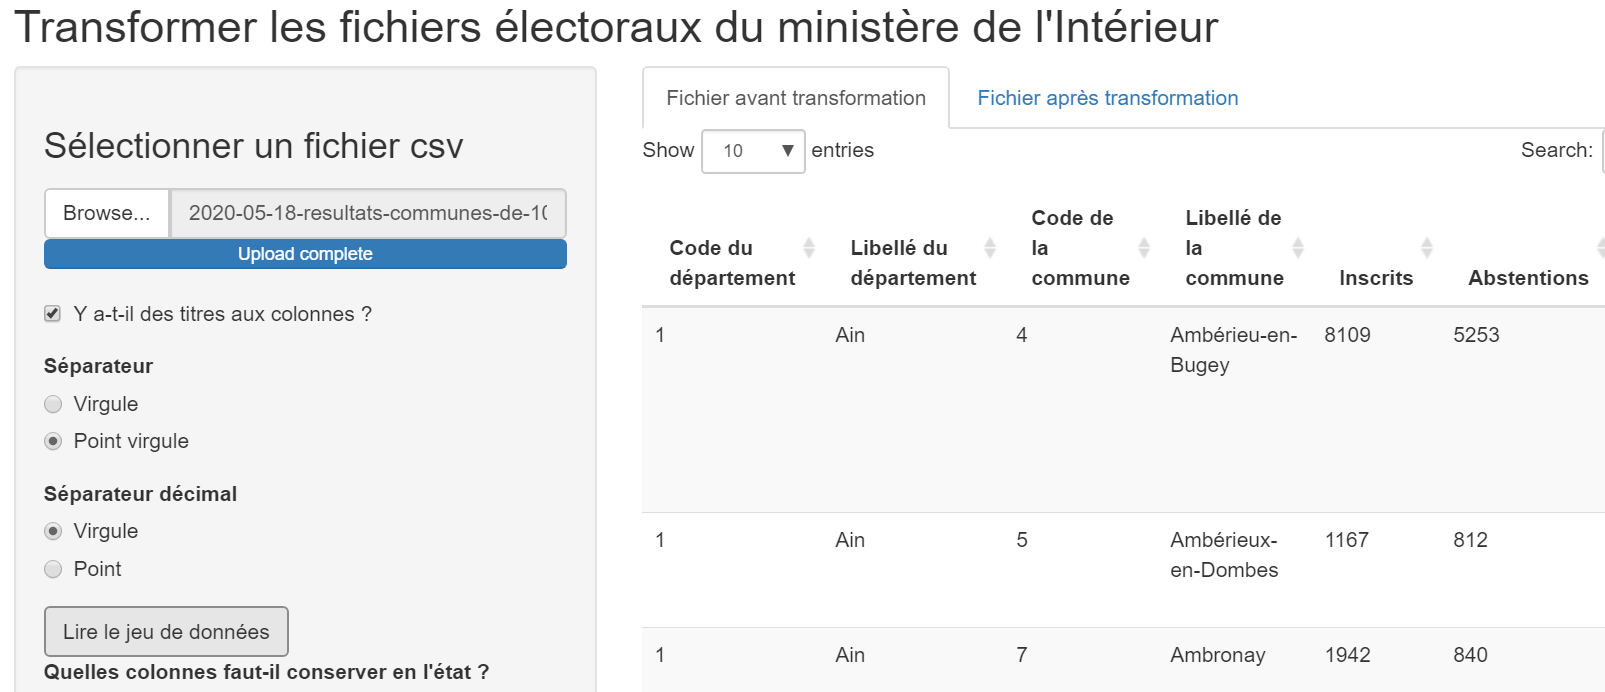 Transformer les fichiers électoraux du ministère de l'Intérieur
Sélectionner un fichier csv
Browse...
2020-05-18-resultats-communes-de-10
Upload complete
Y a-t-il des titres aux colonnes ?
Séparateur
Virgule
Point virgule
Séparateur décimal
Virgule
Point
Lire le jeu de données
Quelles colonnes faut-il conserver en l'état ?
Fichier avant transformation
Fichier après transformation
Show 10 entries
Search:
Code du département
Libellé du département
Code de la commune
Libellé de la commune
Inscrits
Abstentions
1 Ain 4 Ambérieu-en-Bugey 8109 5253
1 Ain 5 Ambérieux-en-Dombes 1167 812
1 Ain 7 Ambronay 1942 840